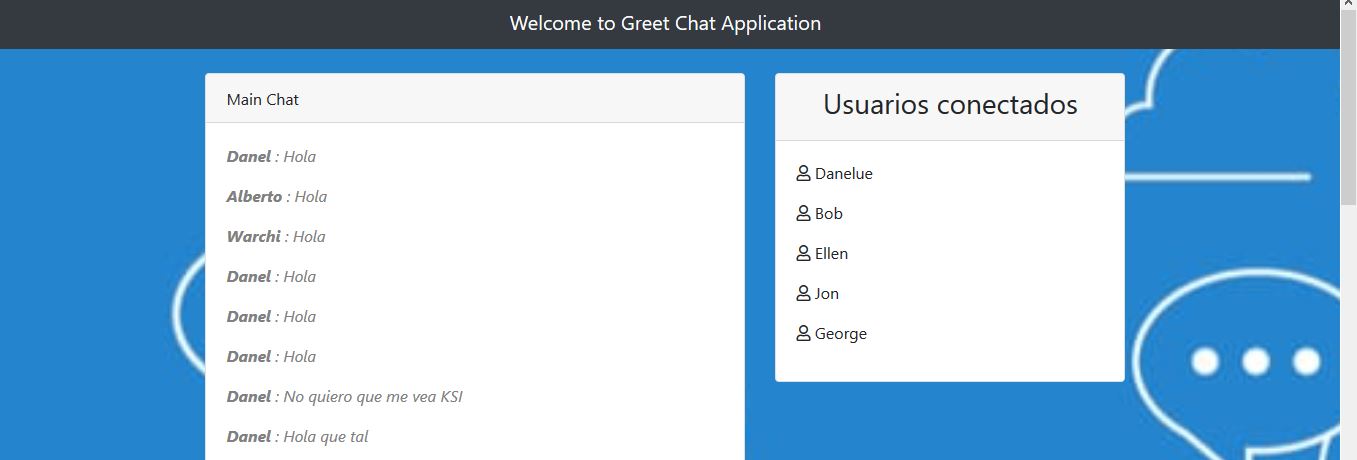 Welcome to Greet Chat Application
Main Chat
Danel : Hola
Alberto : Hola
Warchi : Hola
Danel : Hola
Danel : Hola
Danel : Hola
Danel : No quiero que me vea KSI
Danel : Hola que tal
Usuarios conectados
Danelue
Bob
Ellen
Jon
George